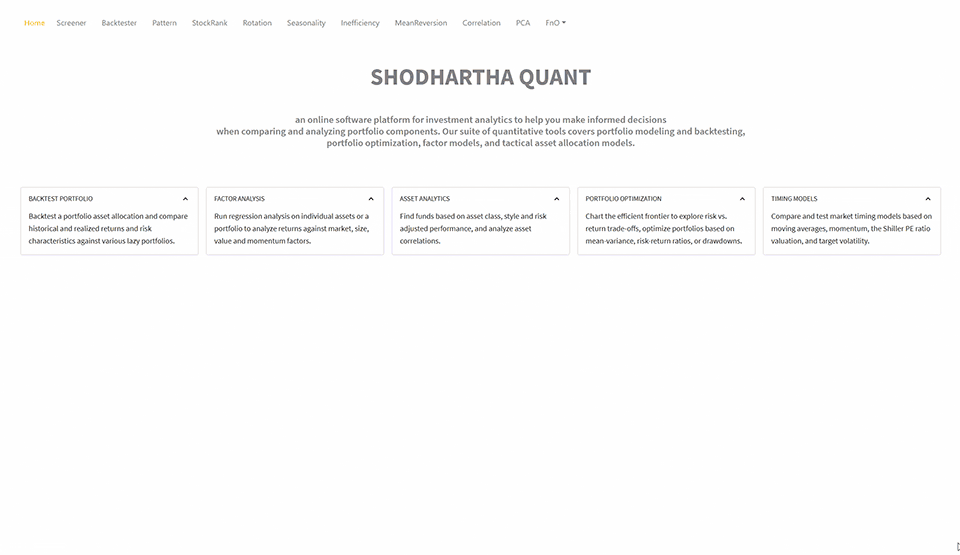 Home Screener Backtester Pattern StockRank Rotation Seasonality Inefficiency MeanReversion Correlation PCA FnO
SHODHARTHA QUANT
an online software platform for investment analytics to help you make informed decisions
when comparing and analyzing portfolio components. Our suite of quantitative tools covers portfolio modeling and backtesting,
portfolio optimization, factor models, and tactical asset allocation models.
BACKTEST PORTFOLIO
Backtest a portfolio asset allocation and compare
historical and realized returns and risk
characteristics against various lazy portfolios.
FACTOR ANALYSIS
Run regression analysis on individual assets or a
portfolio to analyze returns against market, size,
value and momentum factors.
ASSET ANALYTICS
Find funds based on asset class, style and risk
adjusted performance, and analyze asset
correlations.
PORTFOLIO OPTIMIZATION
Chart the efficient frontier to explore risk vs.
return trade-offs, optimize portfolios based on
mean-variance, risk-return ratios, or drawdowns.
TIMING MODELS
Compare and test market timing models based on
moving averages, momentum, the Shiller PE ratio
valuation, and target volatility.